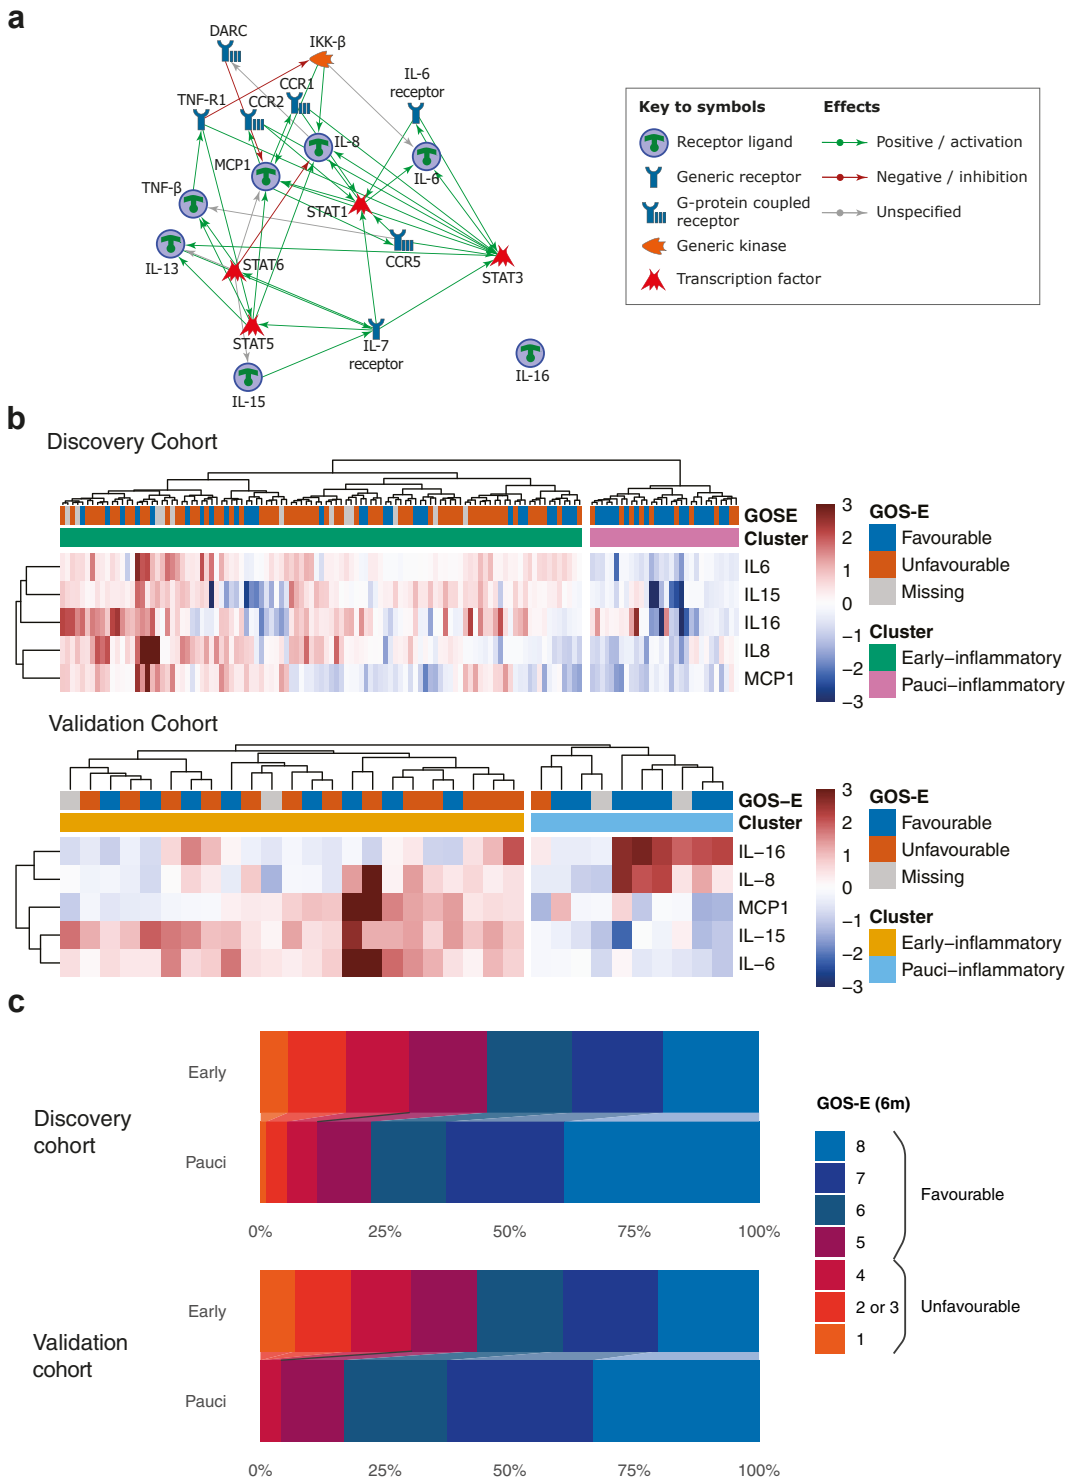 a
DARC
IKK-β
IL-6
receptor
CCR1
TNF-R1
CCR2
IL-8
MCP1
IL-6
TNF-β
STAT1
IL-13
STAT6
CCR5
STAT3
STAT5
IL-7
receptor
IL-16
IL-15
Key to symbols
Effects
Receptor ligand
Positive / activation
Generic receptor
Negative / inhibition
G-protein coupled
receptor
Unspecified
Generic kinase
Transcription factor
b
Discovery Cohort
GOSE
Cluster
IL6
IL15
IL16
IL8
MCP1
3
2
1
0
−1
−2
−3
GOS-E
Favourable
Unfavourable
Missing
Cluster
Early−inflammatory
Pauci−inflammatory
Validation Cohort
GOS−E
Cluster
IL−16
IL−8
MCP1
IL−15
IL−6
3
2
1
0
−1
−2
−3
GOS-E
Favourable
Unfavourable
Missing
Cluster
Early−inflammatory
Pauci−inflammatory
c
Discovery
cohort
Early
Pauci
0% 25% 50% 75% 100%
Validation
cohort
Early
Pauci
0% 25% 50% 75% 100%
GOS-E (6m)
8
7
6
5
4
2 or 3
1
Favourable
Unfavourable